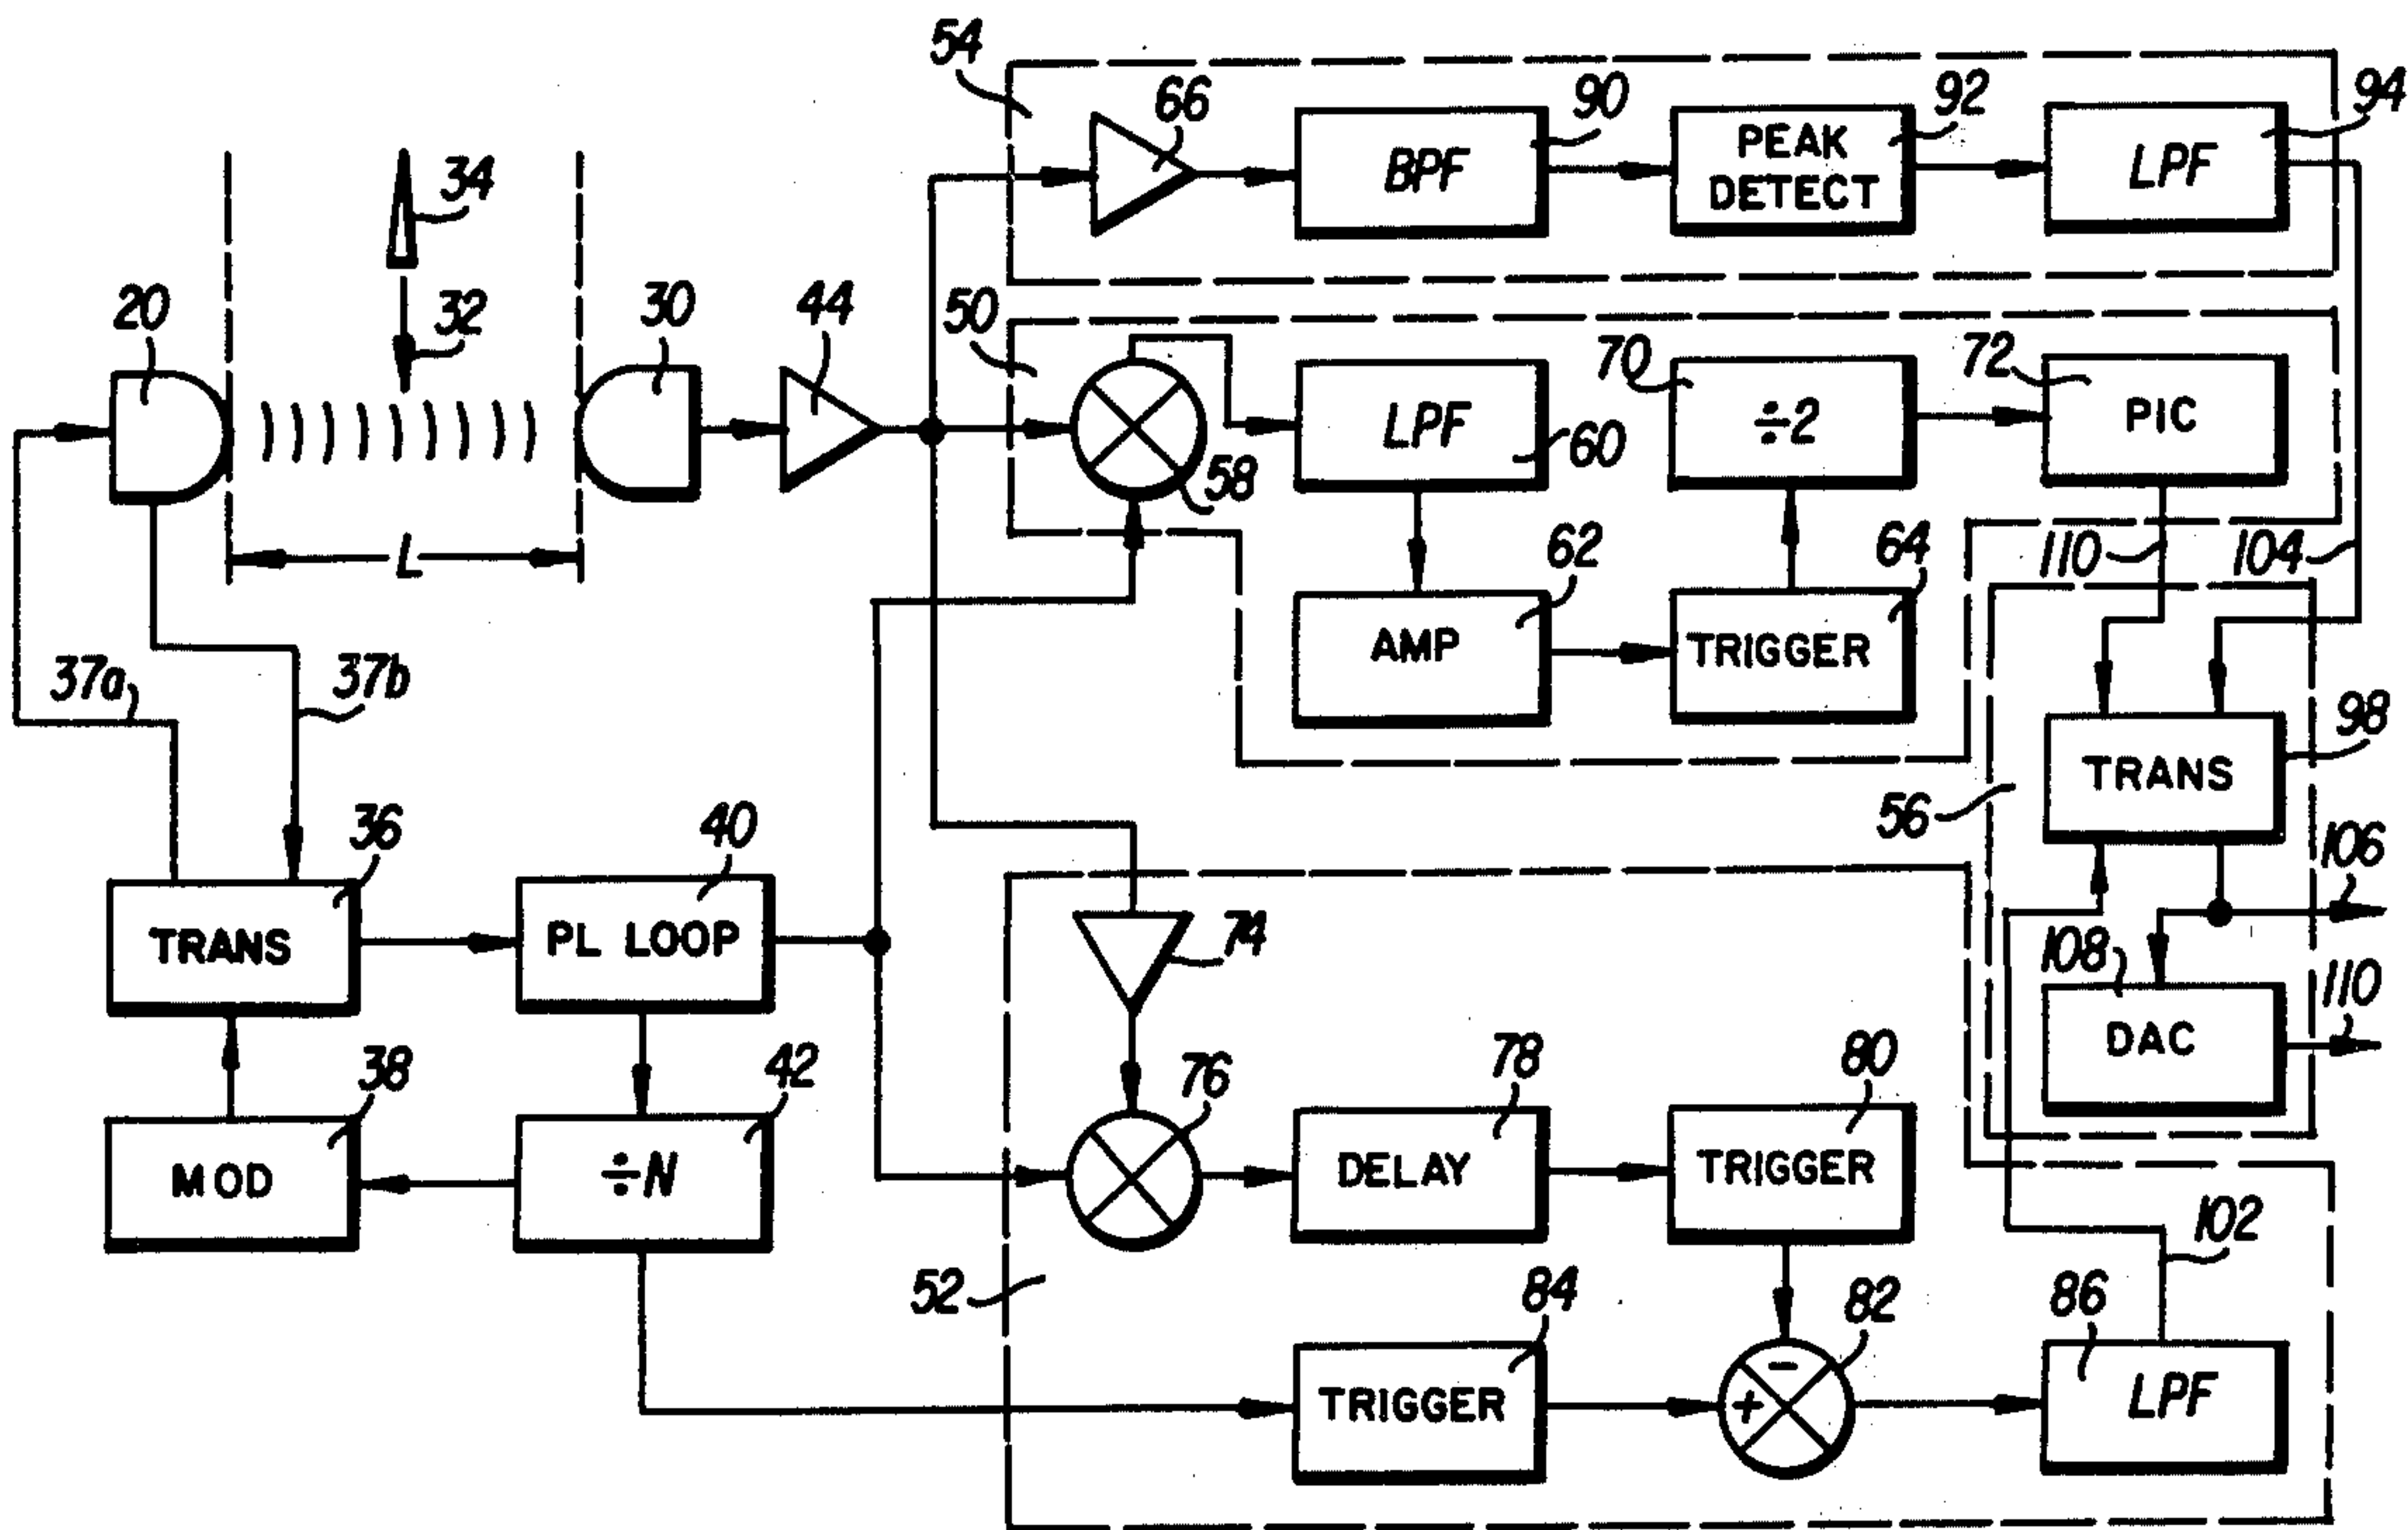 54
66
90
92
94
BPF
PEAK
DETECT
LPF
34
32
20
30
44
50
58
LPF
60
70
÷2
72
PIC
L
62
AMP
64
TRIGGER
110
104
37a
37b
98
TRANS
56
106
36
TRANS
40
PL LOOP
74
108
DAC
110
38
MOD
42
÷N
76
78
DELAY
80
TRIGGER
102
52
84
TRIGGER
82
−
+
86
LPF